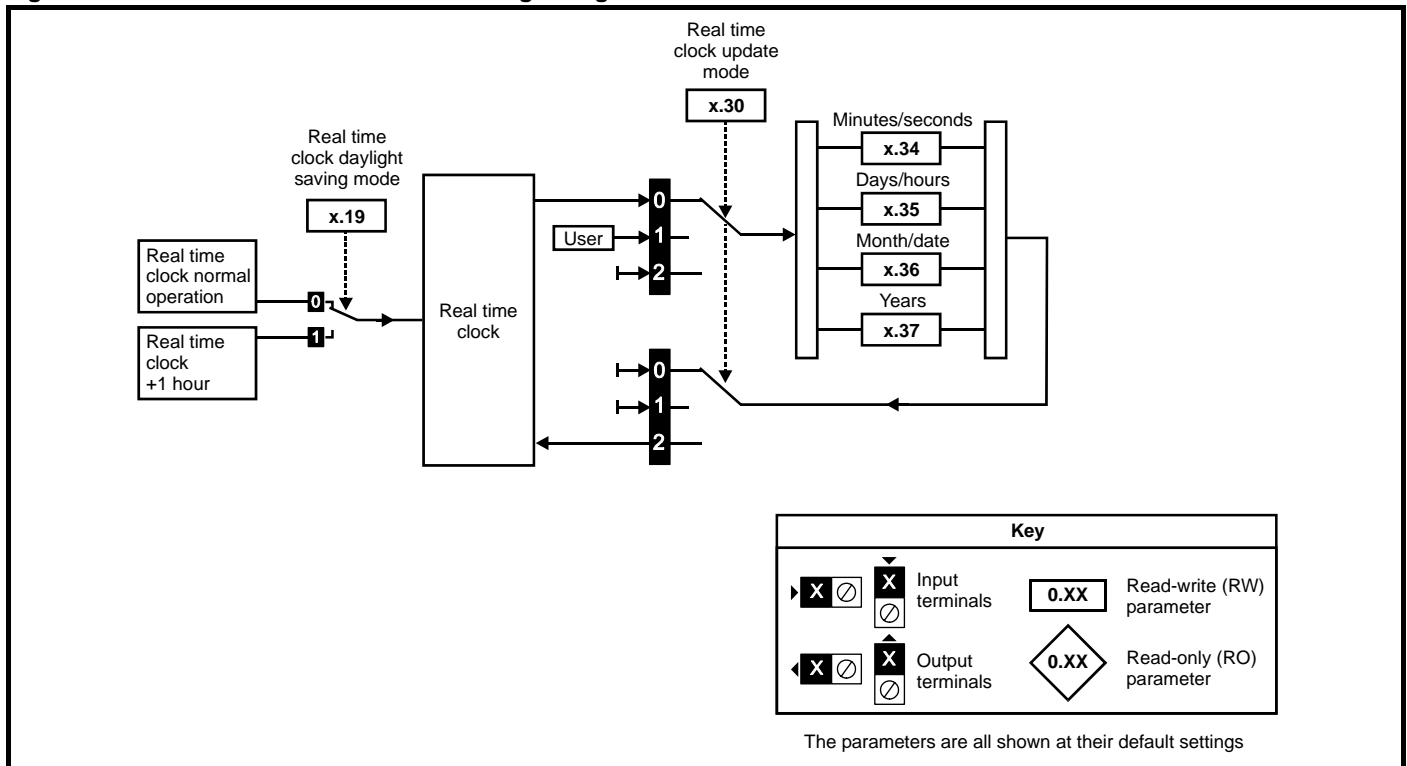 Real time
clock update
mode
x.30
Real time
clock daylight
saving mode
x.19
Real time
clock normal
operation
0
1
Real time
clock
+1 hour
Real time
clock
0
User
1
2
0
1
2
Minutes/seconds
x.34
Days/hours
x.35
Month/date
x.36
Years
x.37
Key
X
X
Input
terminals
0.XX
Read-write (RW)
parameter
X
X
Output
terminals
0.XX
Read-only (RO)
parameter
The parameters are all shown at their default settings